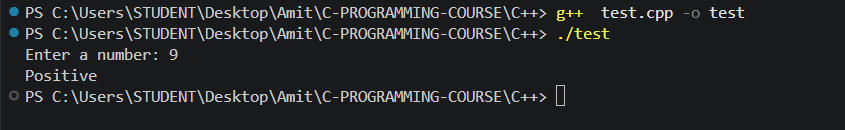 PS C:\Users\STUDENT\Desktop\Amit\C-PROGRAMMING-COURSE\C++> g++  test.cpp -o test
PS C:\Users\STUDENT\Desktop\Amit\C-PROGRAMMING-COURSE\C++> ./test
Enter a number: 9
Positive
PS C:\Users\STUDENT\Desktop\Amit\C-PROGRAMMING-COURSE\C++>